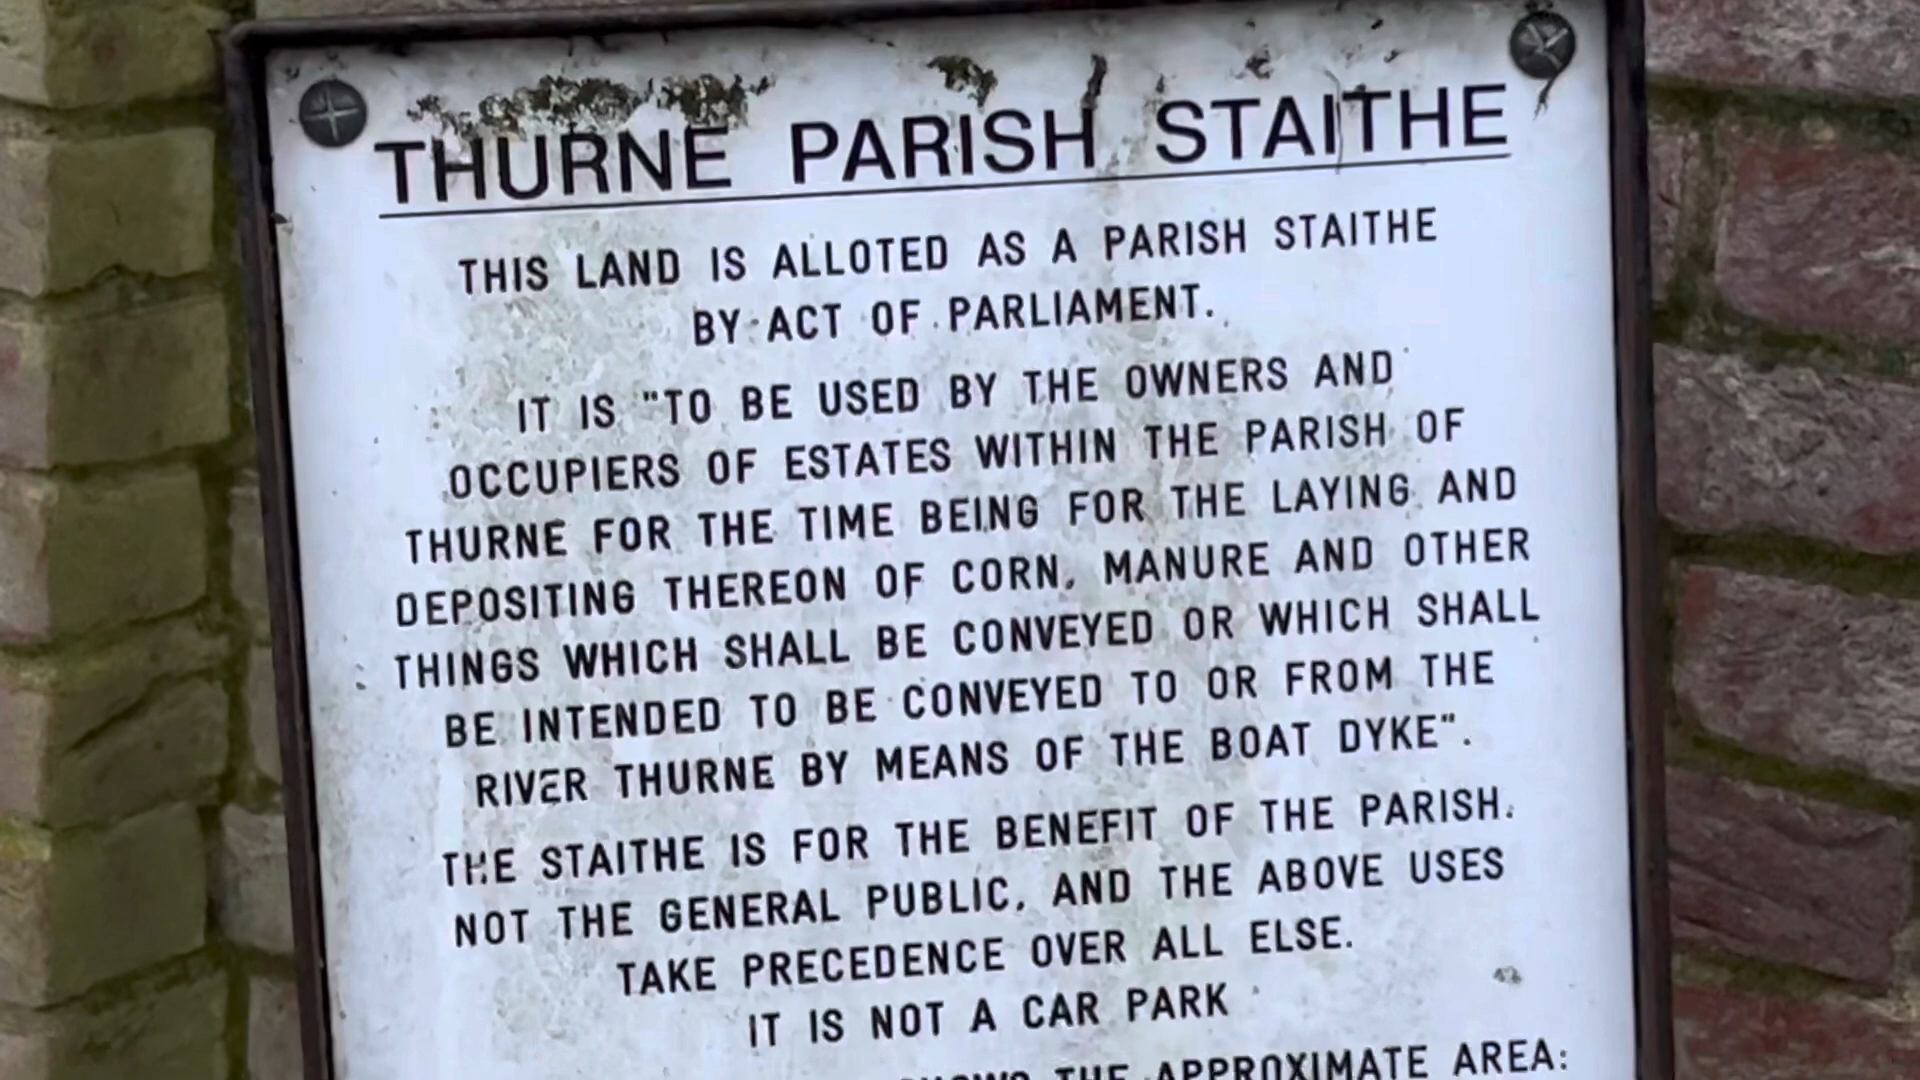 THURNE PARISH STAITHE
THIS LAND IS ALLOTED AS A PARISH STAITHE
BY ACT OF PARLIAMENT.
IT IS "TO BE USED BY THE OWNERS AND
OCCUPIERS OF ESTATES WITHIN THE PARISH OF
THURNE FOR THE TIME BEING FOR THE LAYING AND
DEPOSITING THEREON OF CORN, MANURE AND OTHER
THINGS WHICH SHALL BE CONVEYED OR WHICH SHALL
BE INTENDED TO BE CONVEYED TO OR FROM THE
RIVER THURNE BY MEANS OF THE BOAT DYKE".
THE STAITHE IS FOR THE BENEFIT OF THE PARISH.
NOT THE GENERAL PUBLIC, AND THE ABOVE USES
TAKE PRECEDENCE OVER ALL ELSE.
IT IS NOT A CAR PARK
THE APPROXIMATE AREA: